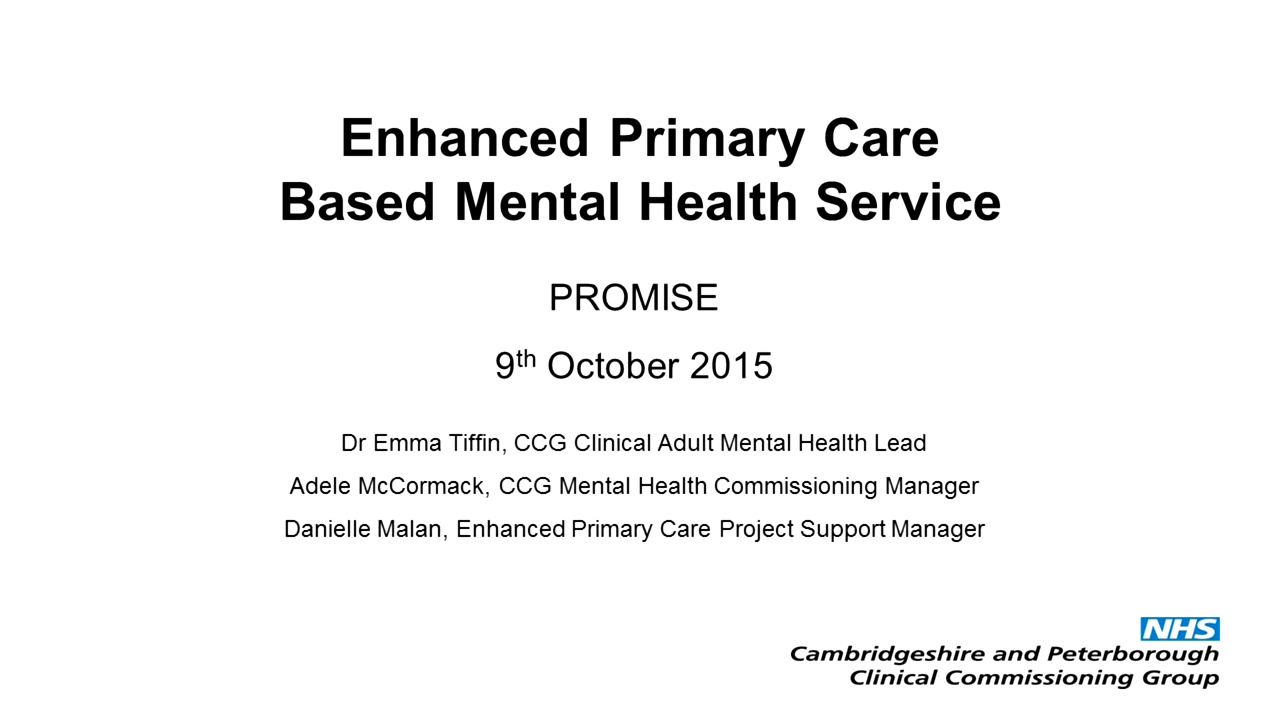 Enhanced Primary Care
Based Mental Health Service
PROMISE
9th October 2015
Dr Emma Tiffin, CCG Clinical Adult Mental Health Lead
Adele McCormack, CCG Mental Health Commissioning Manager
Danielle Malan, Enhanced Primary Care Project Support Manager
NHS
Cambridgeshire and Peterborough
Clinical Commissioning Group